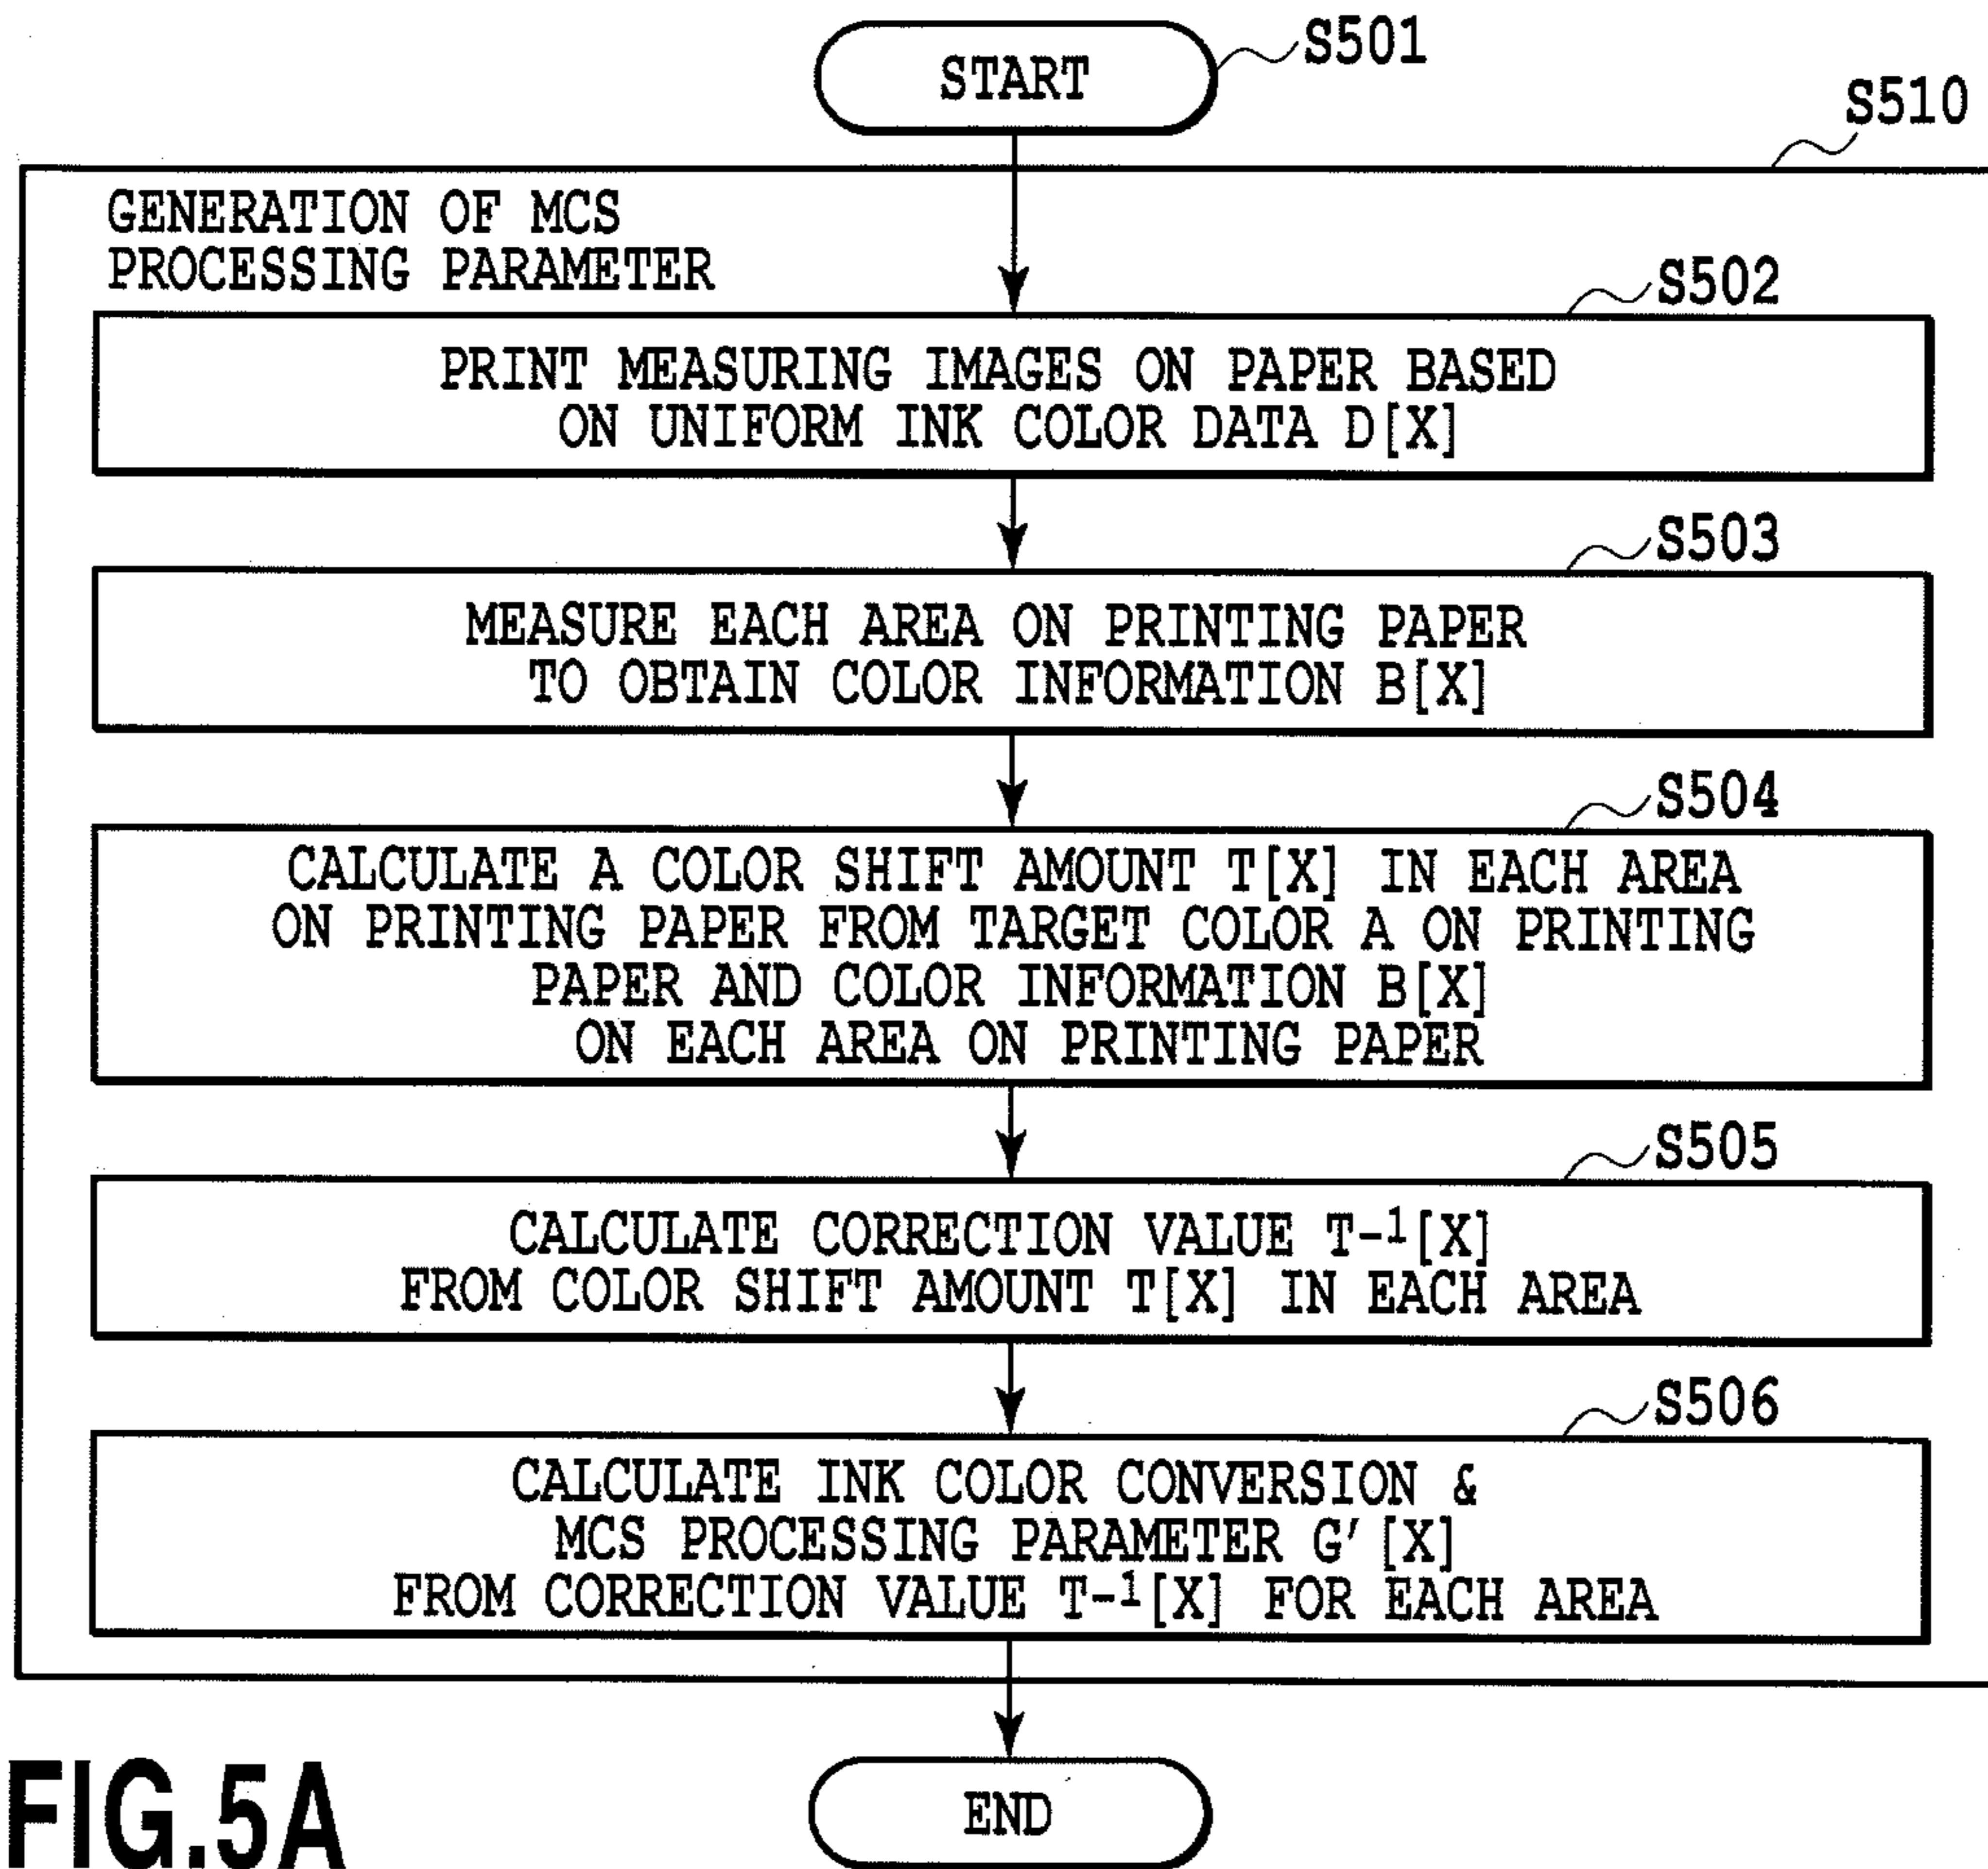 START
S501
S510
GENERATION OF MCS
PROCESSING PARAMETER
S502
PRINT MEASURING IMAGES ON PAPER BASED
ON UNIFORM INK COLOR DATA D[X]
S503
MEASURE EACH AREA ON PRINTING PAPER
TO OBTAIN COLOR INFORMATION B[X]
S504
CALCULATE A COLOR SHIFT AMOUNT T[X] IN EACH AREA
ON PRINTING PAPER FROM TARGET COLOR A ON PRINTING
PAPER AND COLOR INFORMATION B[X]
ON EACH AREA ON PRINTING PAPER
S505
CALCULATE CORRECTION VALUE T-¹[X]
FROM COLOR SHIFT AMOUNT T[X] IN EACH AREA
S506
CALCULATE INK COLOR CONVERSION &
MCS PROCESSING PARAMETER G'[X]
FROM CORRECTION VALUE T-¹[X] FOR EACH AREA
END
FIG.5A